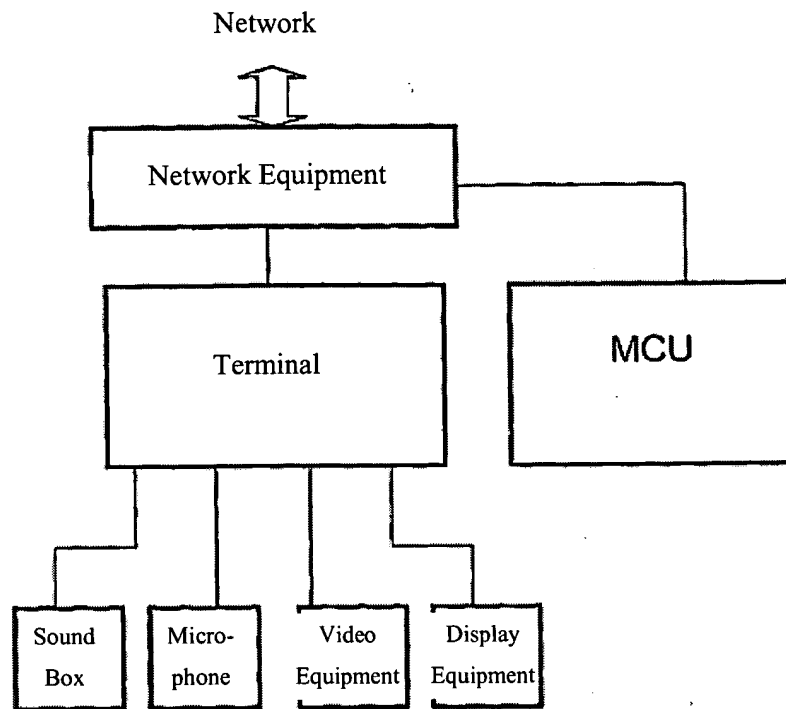 Network
Network Equipment
Terminal
MCU
Sound
Box
Micro-
phone
Video
Equipment
Display
Equipment